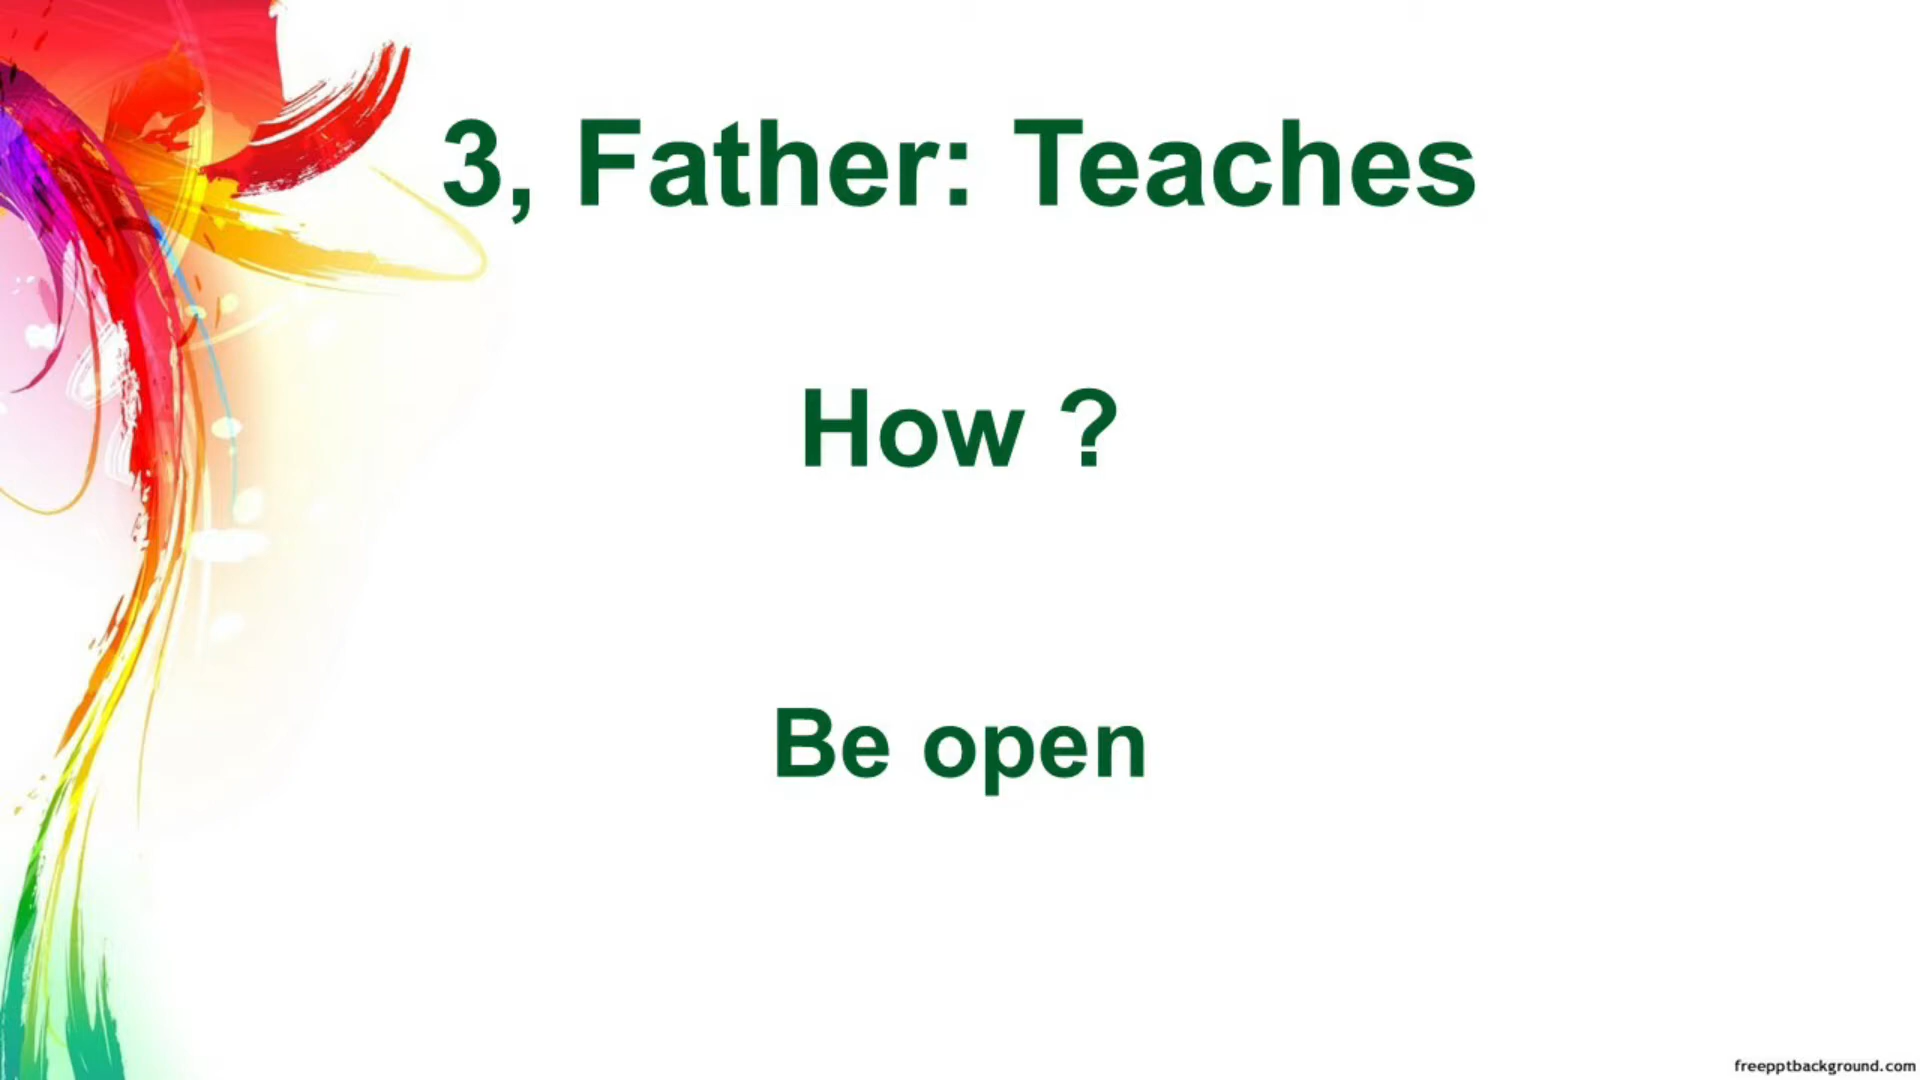 3, Father: Teaches
How ?
Be open
freepptbackground.com